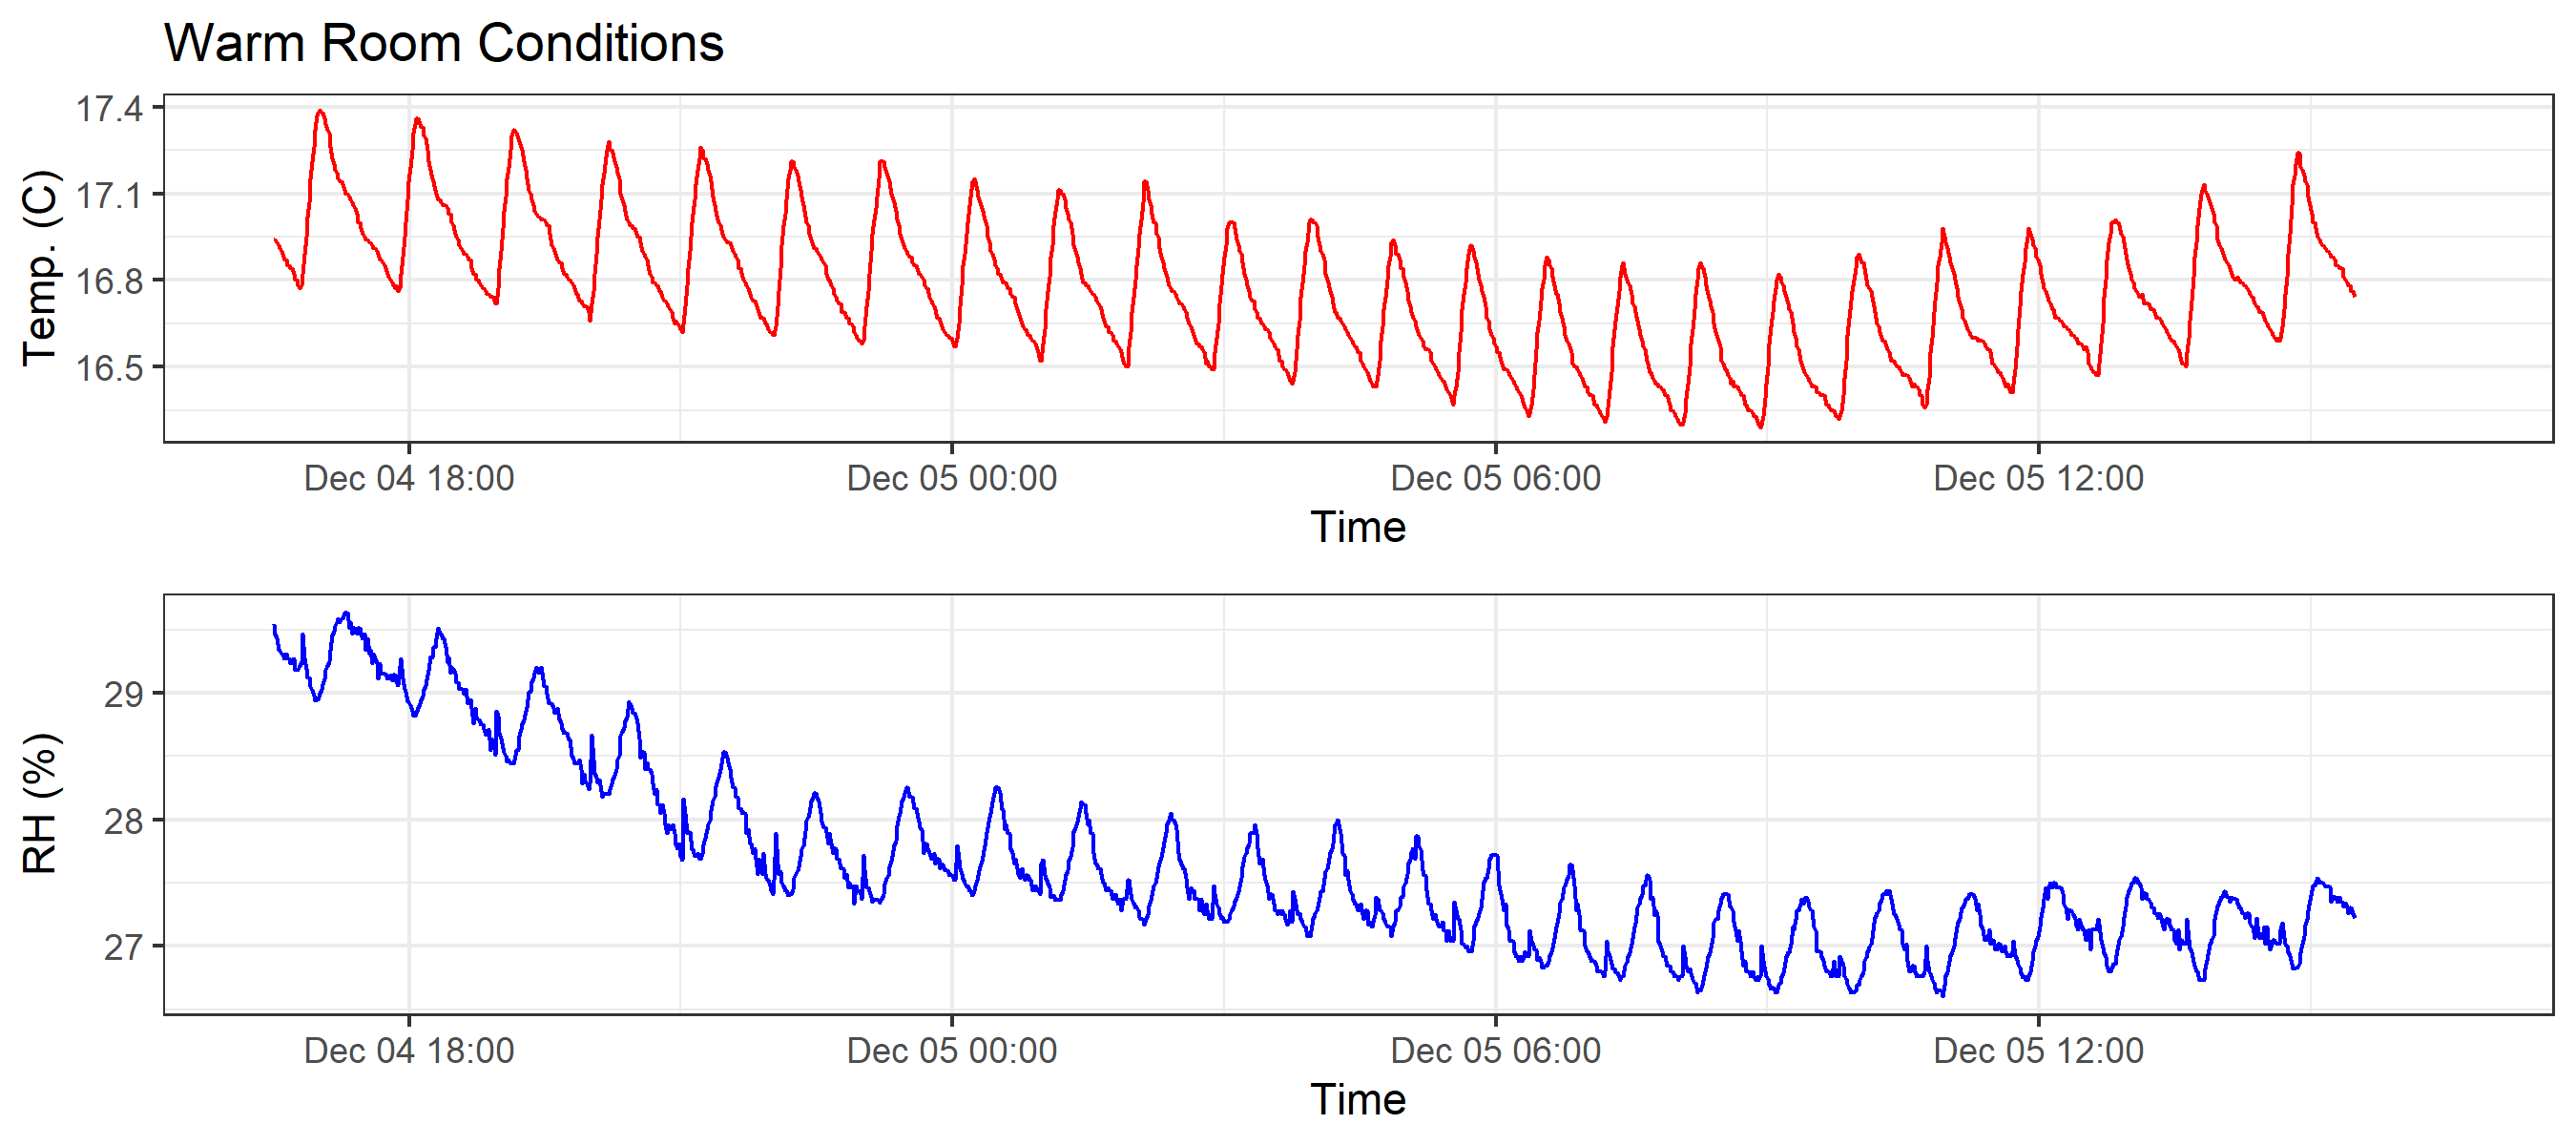 Warm Room Conditions
Temp. (C)
17.4
17.1
16.8
16.5
Dec 04 18:00 Dec 05 00:00 Dec 05 06:00 Dec 05 12:00
Time
RH (%)
29
28
27
Dec 04 18:00 Dec 05 00:00 Dec 05 06:00 Dec 05 12:00
Time